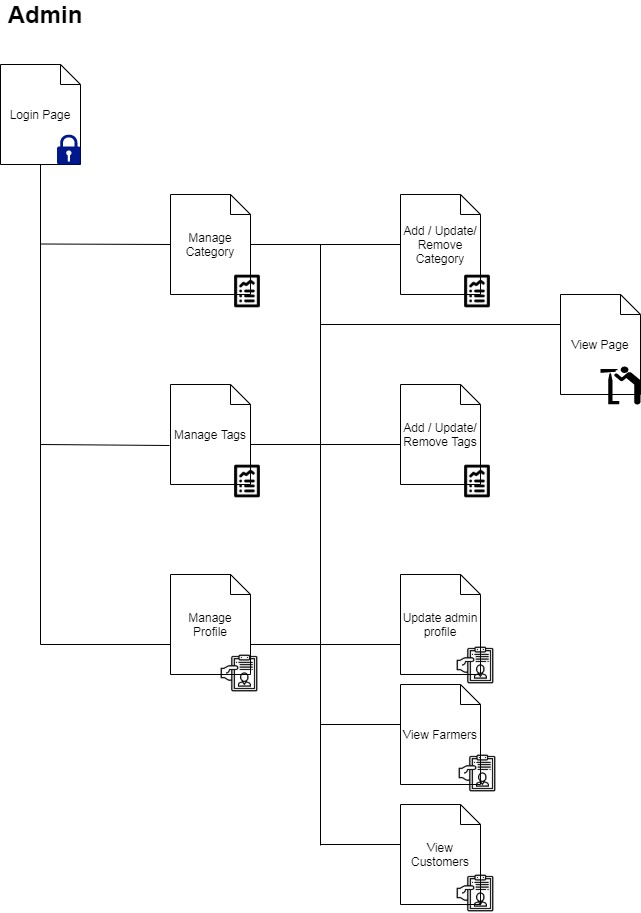 Admin
Login Page
Manage
Category
Add / Update/
Remove
Category
View Page
Manage Tags
Add / Update/
Remove Tags
Manage
Profile
Update admin
profile
View Farmers
View
Customers